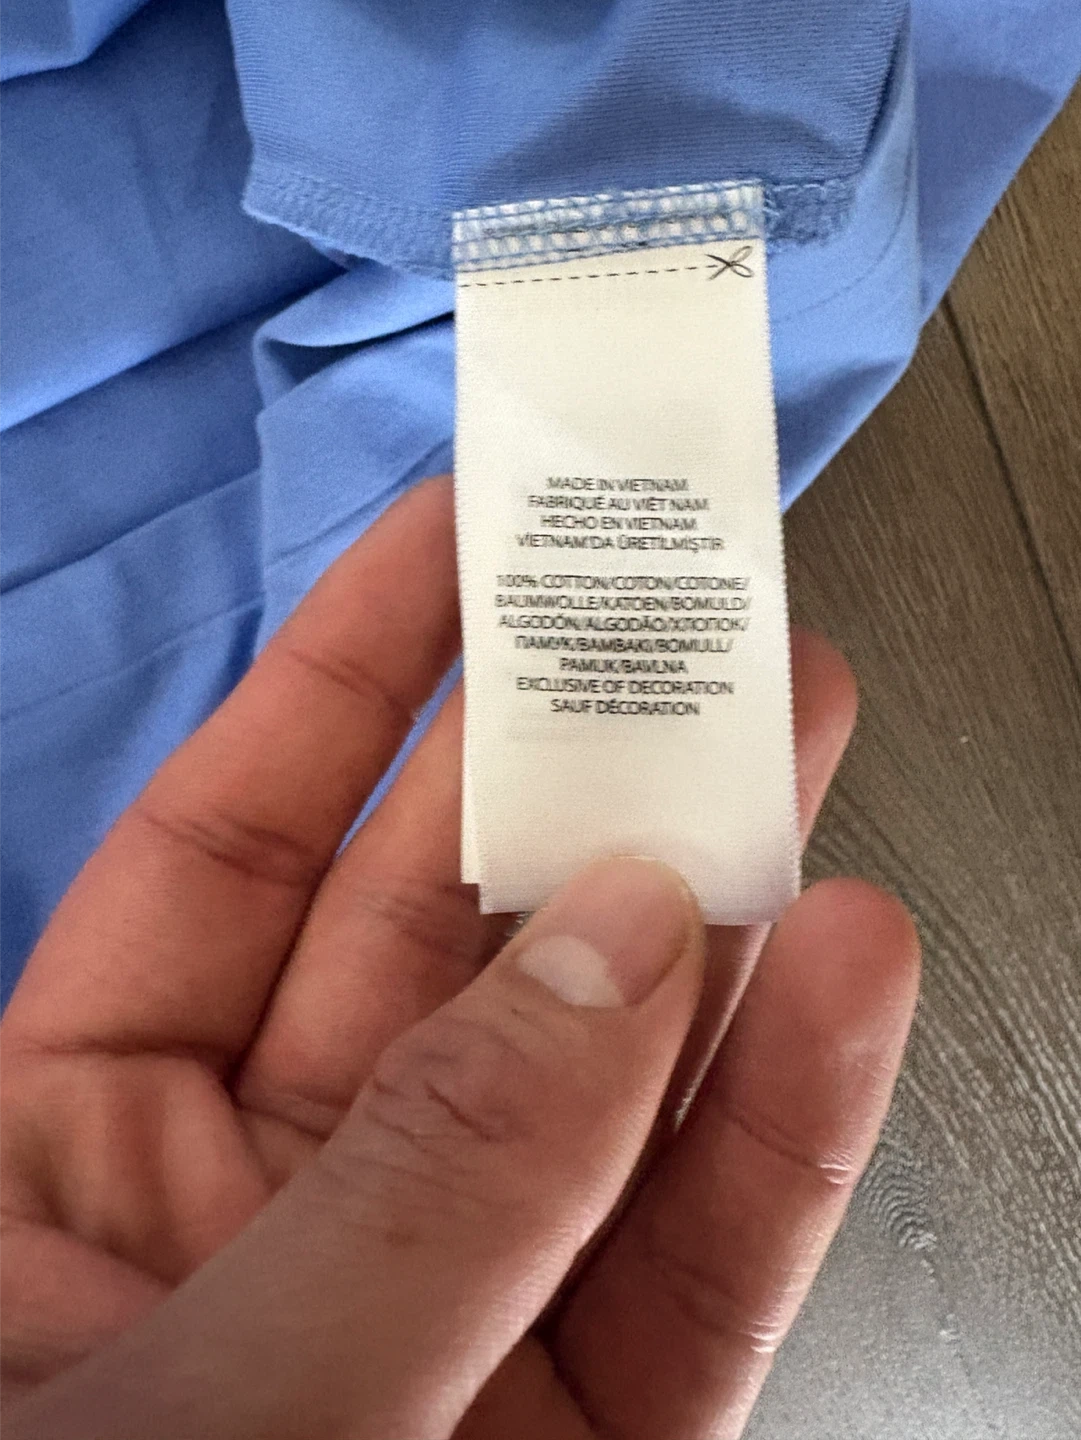 MADE IN VIETNAM
FABRIQUÉ AU VIÊT NAM
HECHO EN VIETNAM
VİETNAM'DA ÜRETİLMİŞTİR
100% COTTON/COTON/COTONE/
BAUMWOLLE/KATOEN/BOMULD/
ALGODÓN/ALGODÃO/ХЛОПОК/
ПАМУК/ΒΑΜΒΑΚΙ/BOMULL/
PAMUK/BAVLNA
EXCLUSIVE OF DECORATION
SAUF DÉCORATION